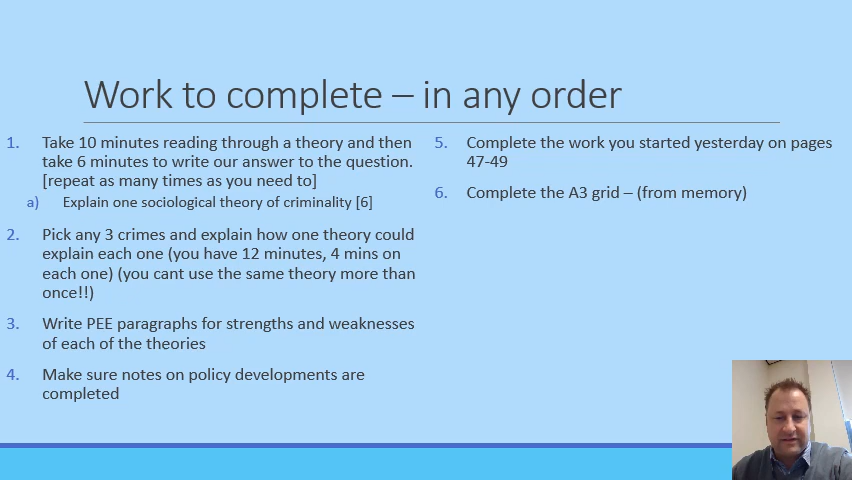 Work to complete – in any order
1. Take 10 minutes reading through a theory and then
take 6 minutes to write our answer to the question.
[repeat as many times as you need to]
a) Explain one sociological theory of criminality [6]
2. Pick any 3 crimes and explain how one theory could
explain each one (you have 12 minutes, 4 mins on
each one) (you cant use the same theory more than
once!!)
3. Write PEE paragraphs for strengths and weaknesses
of each of the theories
4. Make sure notes on policy developments are
completed
5. Complete the work you started yesterday on pages
47-49
6. Complete the A3 grid – (from memory)